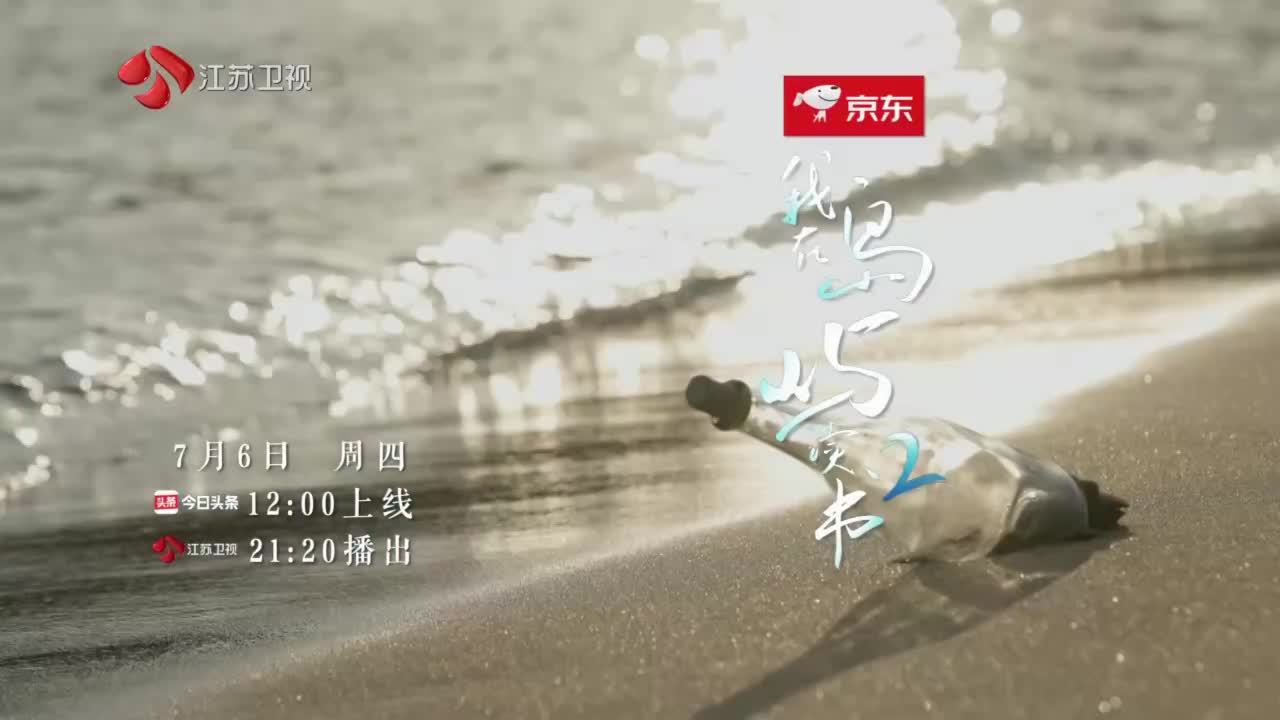 江苏卫视
京东
我在
岛屿
读书2
7月6日 周四
头条 今日头条 12:00上线
江苏卫视 21:20播出